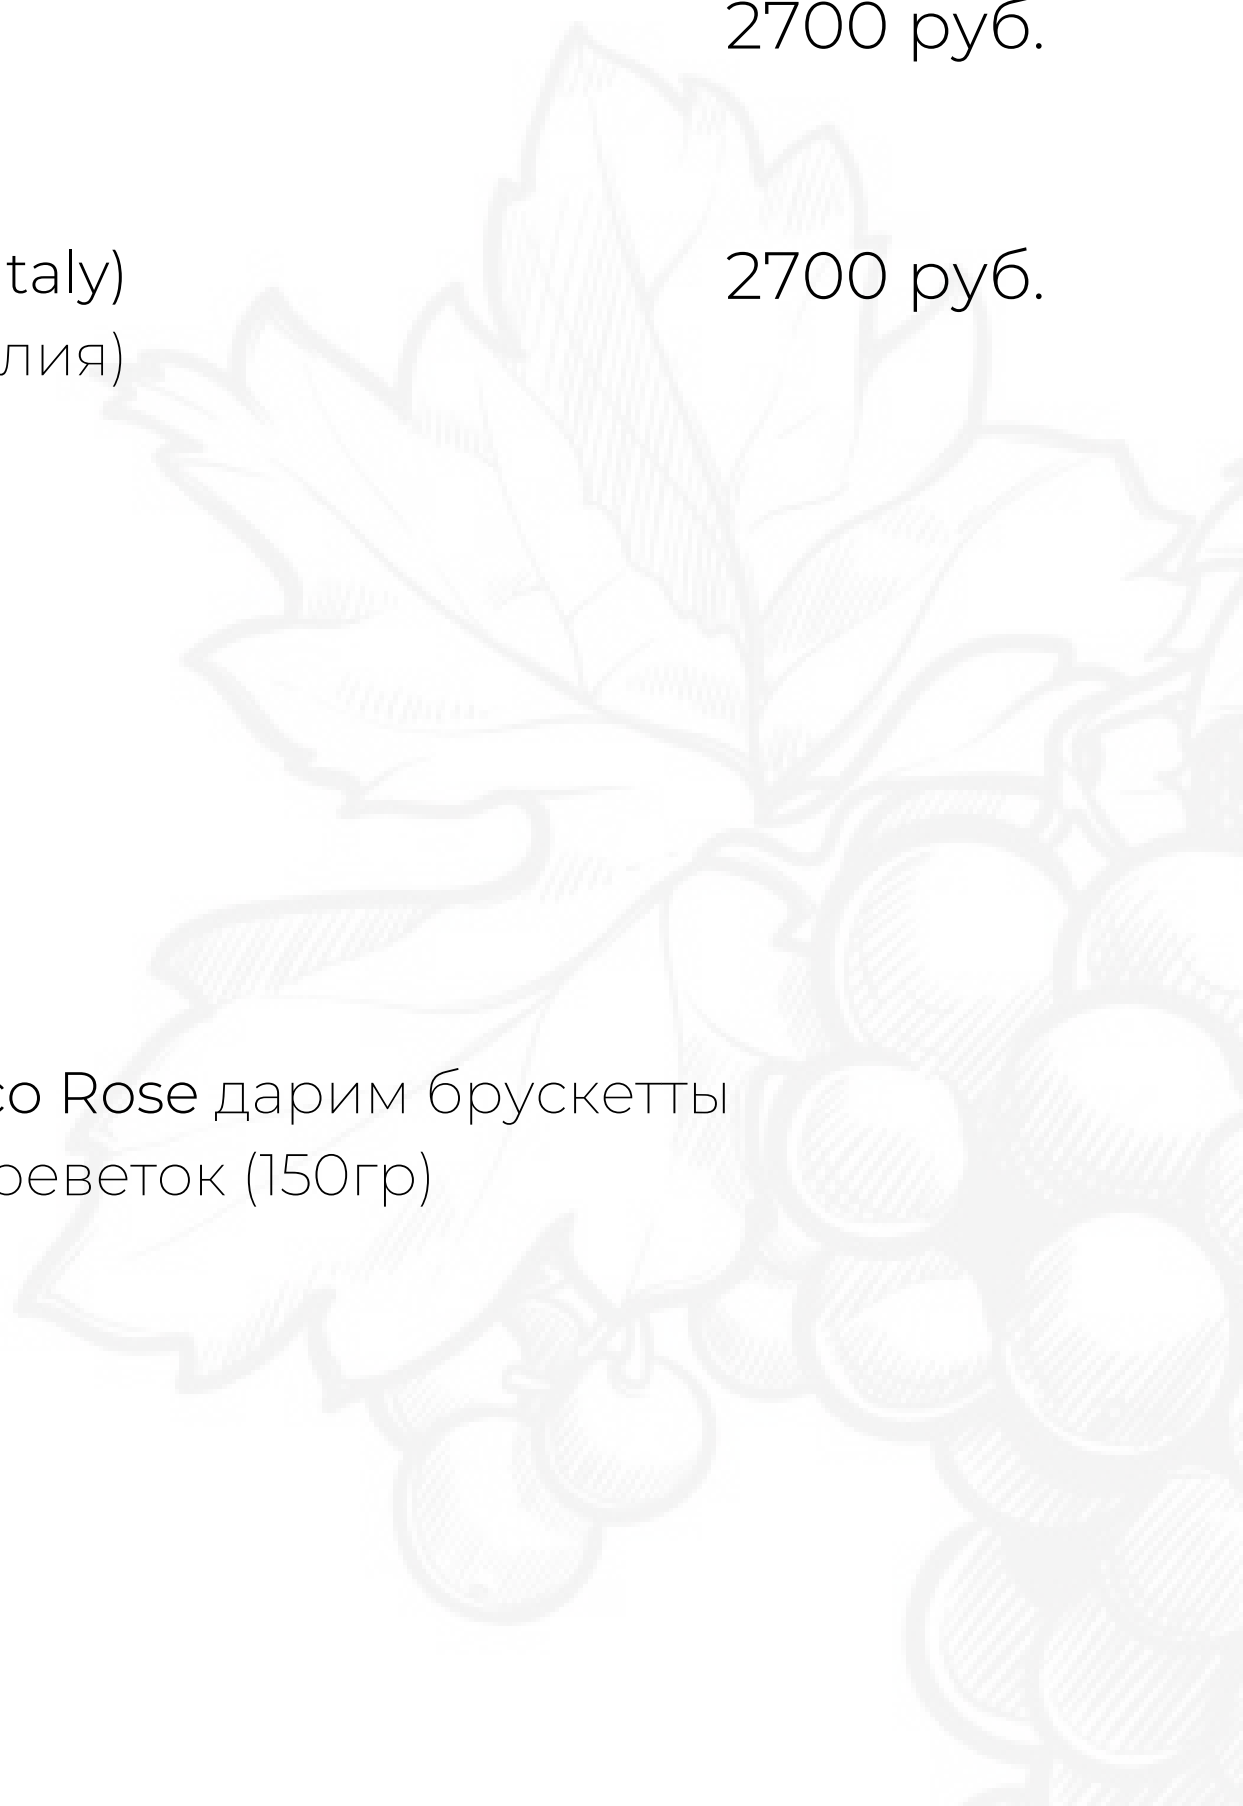 2700 руб.
taly) 2700 руб.
лия)
co Rose дарим брускетты
реветок (150гр)